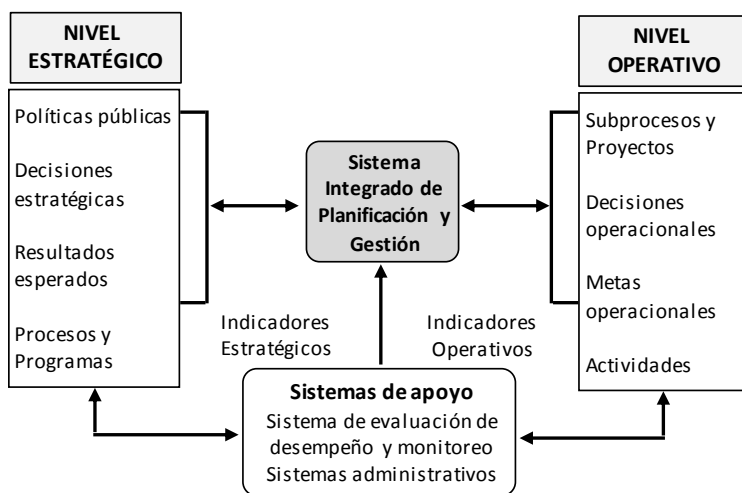 NIVEL
ESTRATÉGICO
Políticas públicas
Decisiones
estratégicas
Resultados
esperados
Procesos y
Programas
Sistema
Integrado de
Planificación y
Gestión
Indicadores
Estratégicos
Indicadores
Operativos
Sistemas de apoyo
Sistema de evaluación de
desempeño y monitoreo
Sistemas administrativos
NIVEL
OPERATIVO
Subprocesos y
Proyectos
Decisiones
operacionales
Metas
operacionales
Actividades